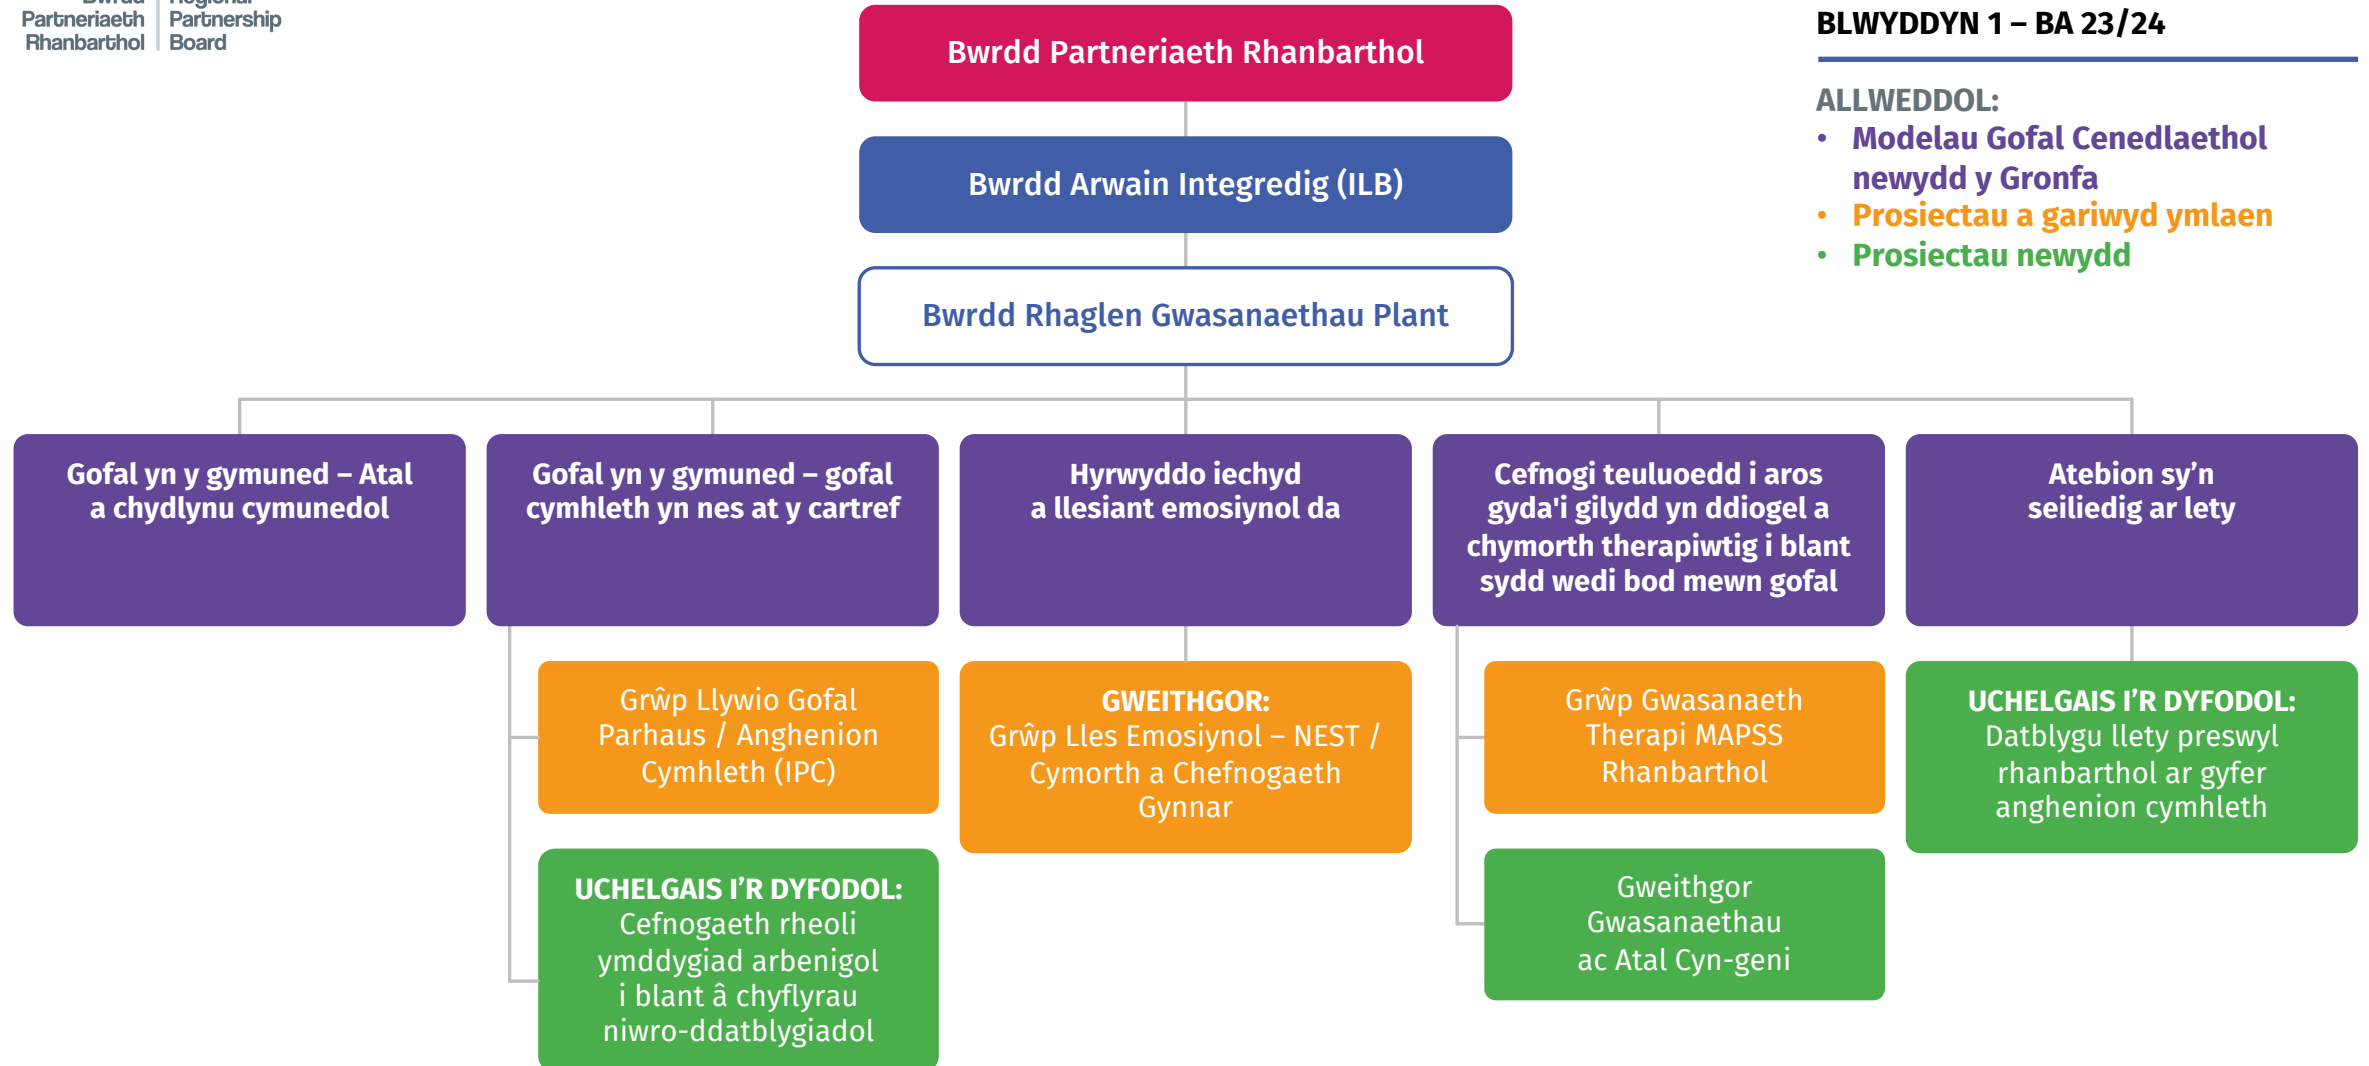 Partneriaeth
Rhanbarthol
Regional
Partnership
Board
Bwrdd Partneriaeth Rhanbarthol
BLWYDDYN 1 – BA 23/24
Bwrdd Arwain Integredig (ILB)
ALLWEDDOL:
• Modelau Gofal Cenedlaethol
newydd y Gronfa
• Prosiectau a gariwyd ymlaen
• Prosiectau newydd
Bwrdd Rhaglen Gwasanaethau Plant
Gofal yn y gymuned – Atal
a chydlynu cymunedol
Gofal yn y gymuned – gofal
cymhleth yn nes at y cartref
Hyrwyddo iechyd
a llesiant emosiynol da
Cefnogi teuluoedd i aros
gyda'i gilydd yn ddiogel a
chymorth therapiwtig i blant
sydd wedi bod mewn gofal
Atebion sy’n
seiliedig ar lety
Grŵp Llywio Gofal
Parhaus / Anghenion
Cymhleth (IPC)
UCHELGAIS I’R DYFODOL:
Cefnogaeth rheoli
ymddygiad arbenigol
i blant â chyflyrau
niwro-ddatblygiadol
GWEITHGOR:
Grŵp Lles Emosiynol – NEST /
Cymorth a Chefnogaeth
Gynnar
Grŵp Gwasanaeth
Therapi MAPSS
Rhanbarthol
Gweithgor
Gwasanaethau
ac Atal Cyn-geni
UCHELGAIS I’R DYFODOL:
Datblygu llety preswyl
rhanbarthol ar gyfer
anghenion cymhleth